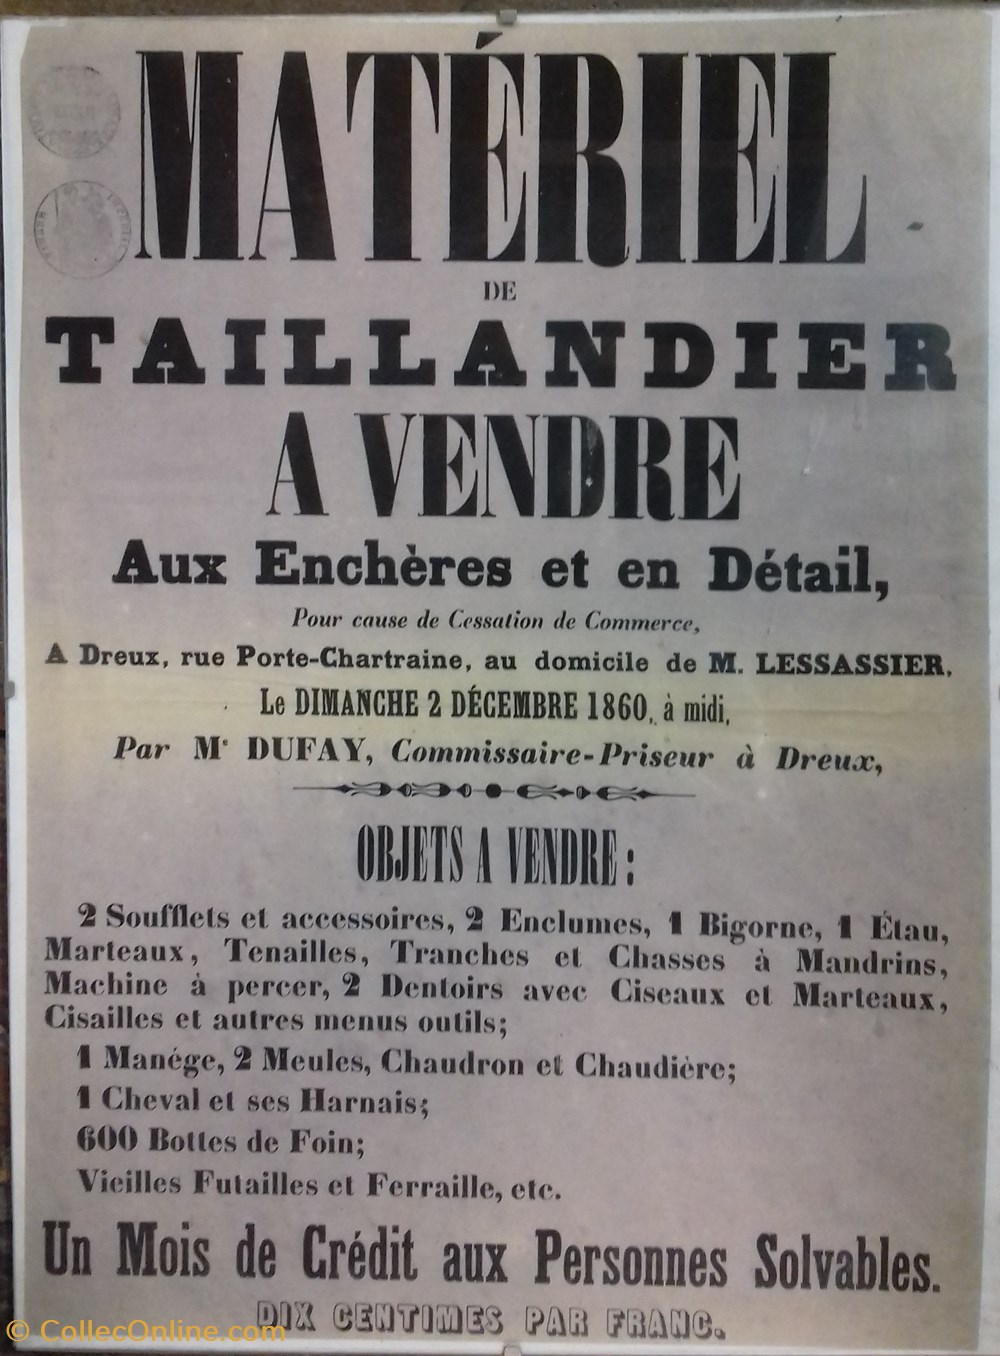 MATÉRIEL
DE
TAILLANDIER
A VENDRE
Aux Enchères et en Détail,
Pour cause de Cessation de Commerce,
A Dreux, rue Porte-Chartraine, au domicile de M. LESSASSIER,
Le DIMANCHE 2 DÉCEMBRE 1860, à midi,
Par Me DUFAY, Commissaire-Priseur à Dreux,
OBJETS A VENDRE :
2 Soufflets et accessoires, 2 Enclumes, 1 Bigorne, 1 Étau,
Marteaux, Tenailles, Tranches et Chasses à Mandrins,
Machine à percer, 2 Dentoirs avec Ciseaux et Marteaux,
Cisailles et autres menus outils;
1 Manége, 2 Meules, Chaudron et Chaudière;
1 Cheval et ses Harnais;
600 Bottes de Foin;
Vieilles Futailles et Ferraille, etc.
Un Mois de Crédit aux Personnes Solvables.
DIX CENTIMES PAR FRANC.
© CollecOnline.com